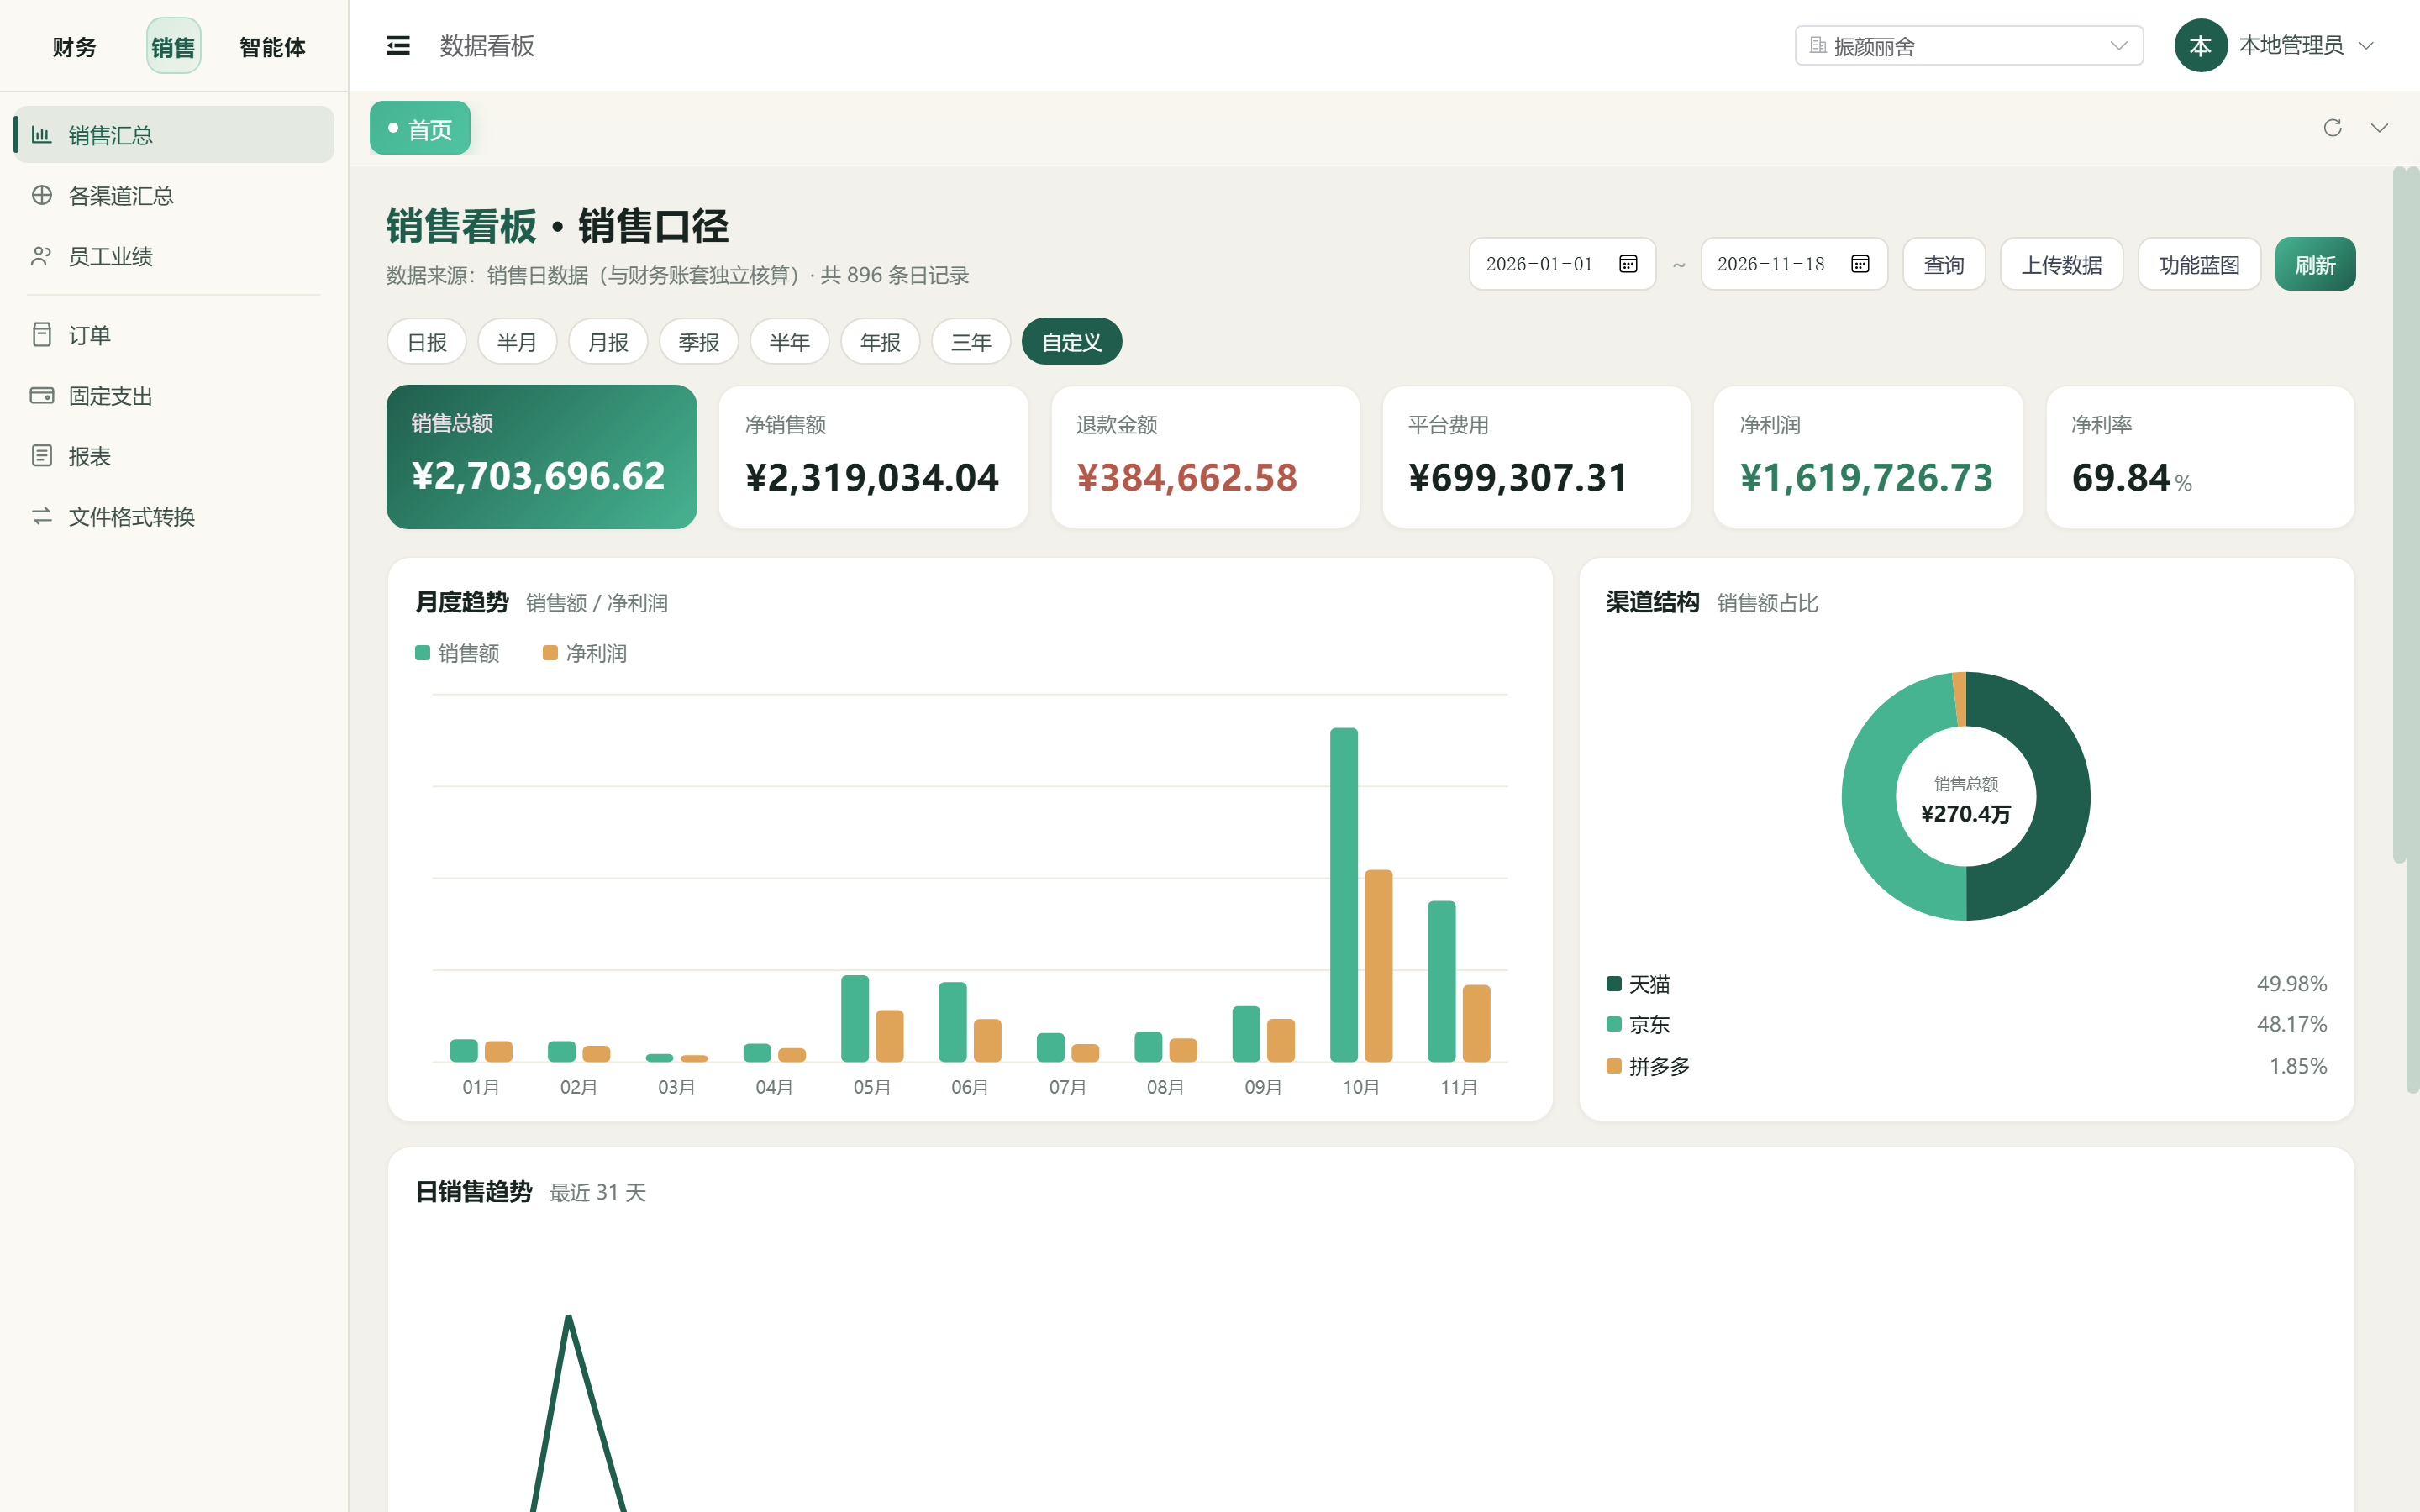 财务 销售 智能体
数据看板
振颜丽舍
本 本地管理员
销售汇总
各渠道汇总
员工业绩
订单
固定支出
报表
文件格式转换
首页
销售看板 · 销售口径
数据来源：销售日数据（与财务账套独立核算）· 共 896 条日记录
2026-01-01 ~ 2026-11-18 查询 上传数据 功能蓝图 刷新
日报 半月 月报 季报 半年 年报 三年 自定义
销售总额
¥2,703,696.62
净销售额
¥2,319,034.04
退款金额
¥384,662.58
平台费用
¥699,307.31
净利润
¥1,619,726.73
净利率
69.84%
月度趋势 销售额 / 净利润
销售额 净利润
01月 02月 03月 04月 05月 06月 07月 08月 09月 10月 11月
渠道结构 销售额占比
销售总额
¥270.4万
天猫 49.98%
京东 48.17%
拼多多 1.85%
日销售趋势 最近 31 天